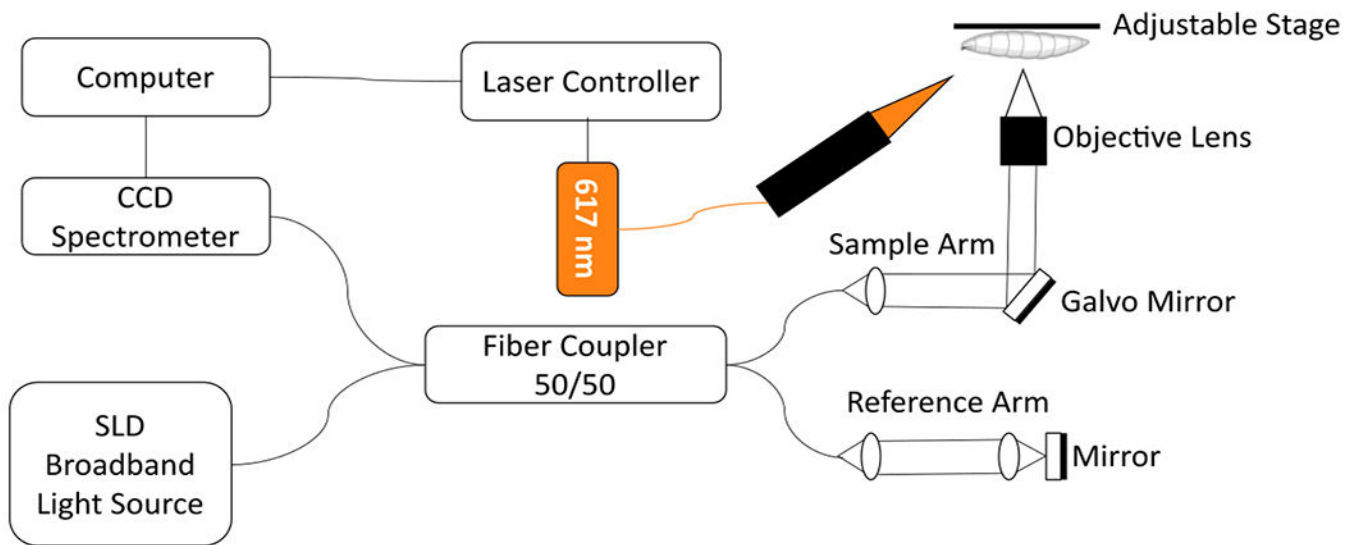 Adjustable Stage
Computer
Laser Controller
Objective Lens
617 nm
CCD
Spectrometer
Sample Arm
Galvo Mirror
Fiber Coupler
50/50
Reference Arm
SLD
Broadband
Light Source
Mirror